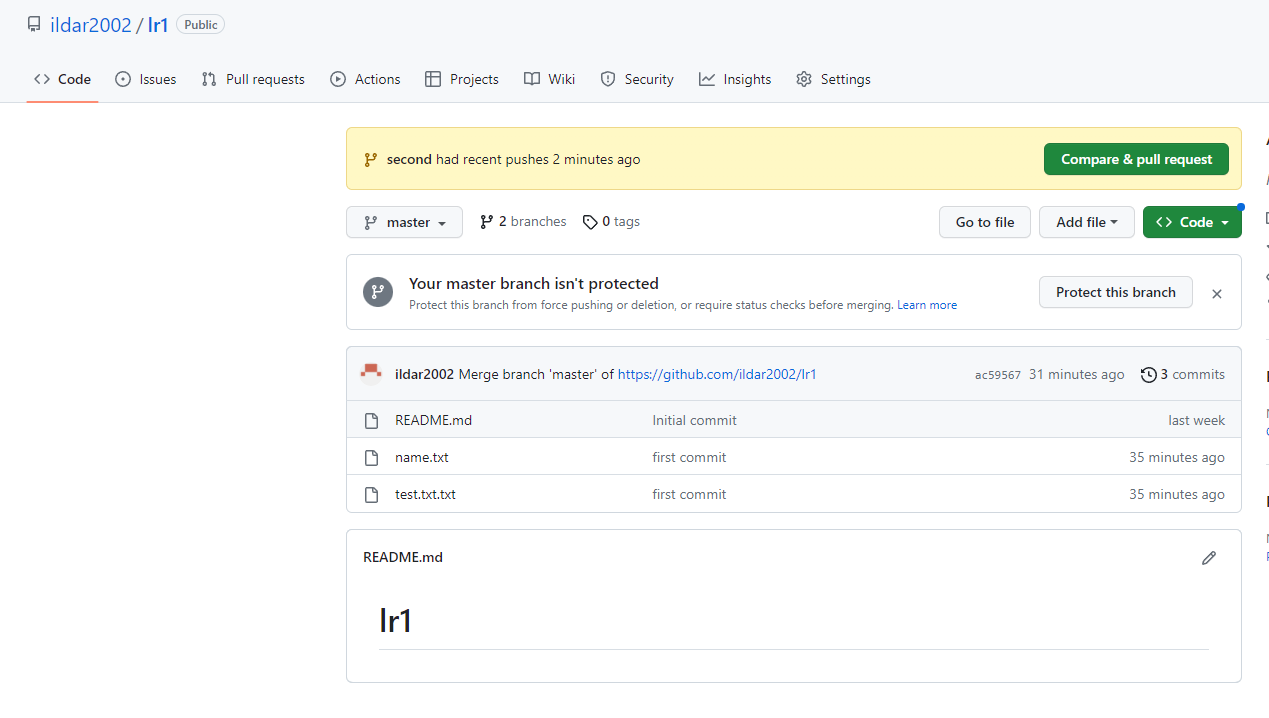 ildar2002 / lr1 Public
Code Issues Pull requests Actions Projects Wiki Security Insights Settings
second had recent pushes 2 minutes ago Compare & pull request
master 2 branches 0 tags Go to file Add file Code
Your master branch isn't protected
Protect this branch from force pushing or deletion, or require status checks before merging. Learn more Protect this branch
ildar2002 Merge branch 'master' of https://github.com/ildar2002/lr1 ac59567 31 minutes ago 3 commits
README.md Initial commit last week
name.txt first commit 35 minutes ago
test.txt.txt first commit 35 minutes ago
README.md
lr1